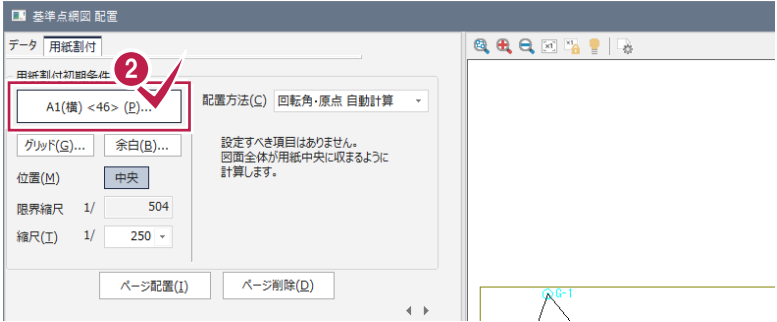 基準点網図 配置
データ 用紙割付
用紙割付初期条件
2
A1(横) <46> (P)...
配置方法(C) 回転角・原点 自動計算
グリッド(G)... 余白(B)...
設定すべき項目はありません。
図面全体が用紙中央に収まるように
計算します。
位置(M) 中央
限界縮尺 1/ 504
縮尺(T) 1/ 250
ページ配置(I) ページ削除(D)
G-1